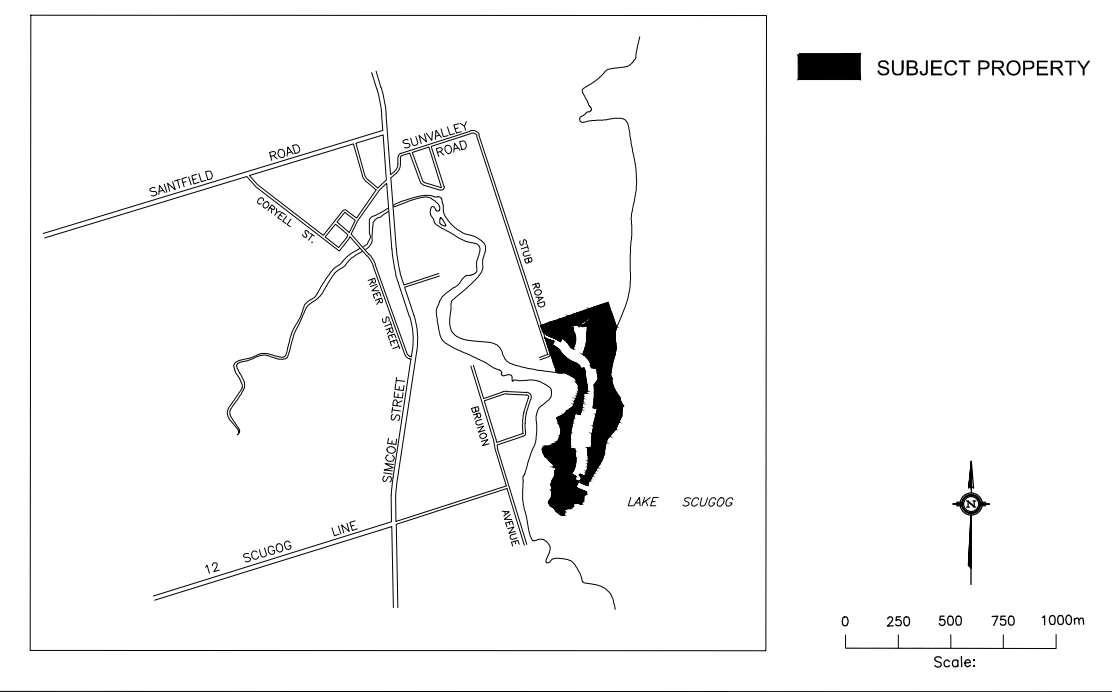 SUBJECT PROPERTY
SUNVALLEY
ROAD
SAINTFIELD ROAD
CORYELL ST.
STUB ROAD
RIVER STREET
SIMCOE STREET
BRUNON AVENUE
LAKE SCUGOG
12 SCUGOG LINE
N
0 250 500 750 1000m
Scale: